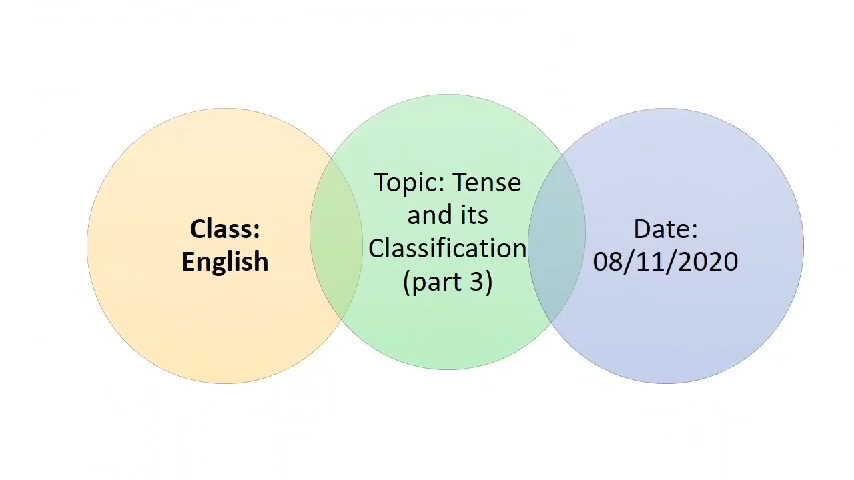 Class:
English
Topic: Tense
and its
Classification
(part 3)
Date:
08/11/2020